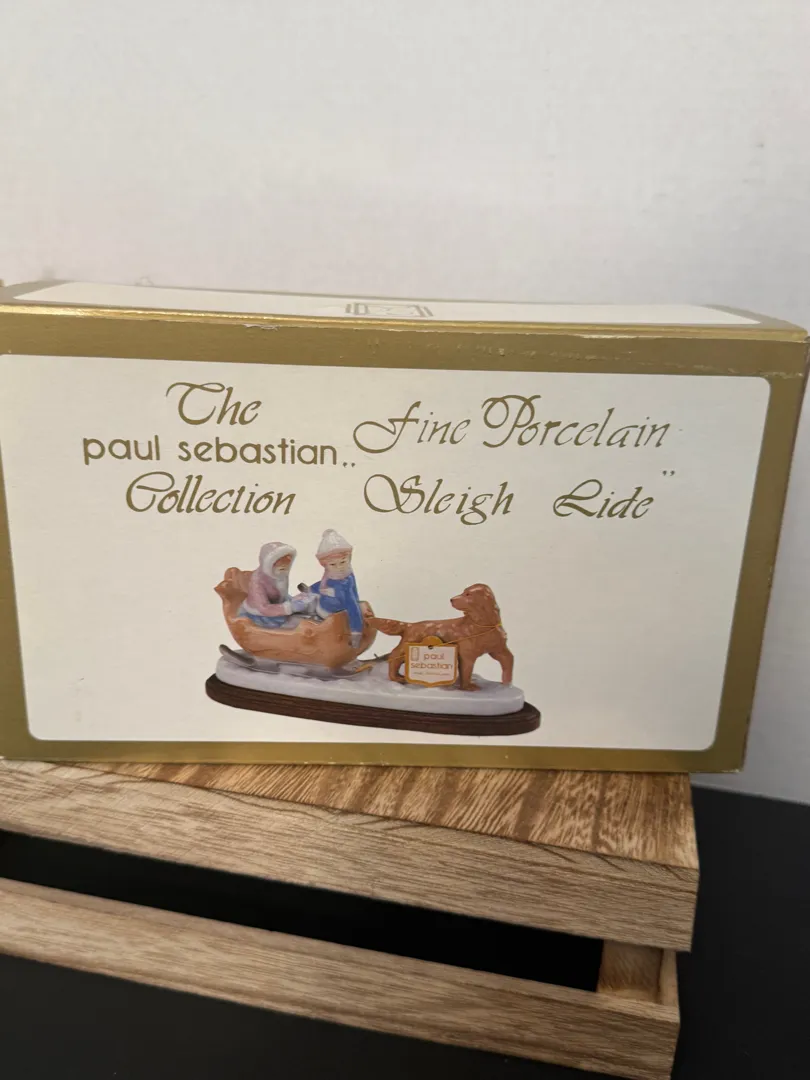 The
paul sebastian
Collection
„Fine Porcelain
Sleigh Lide"
paul
sebastian